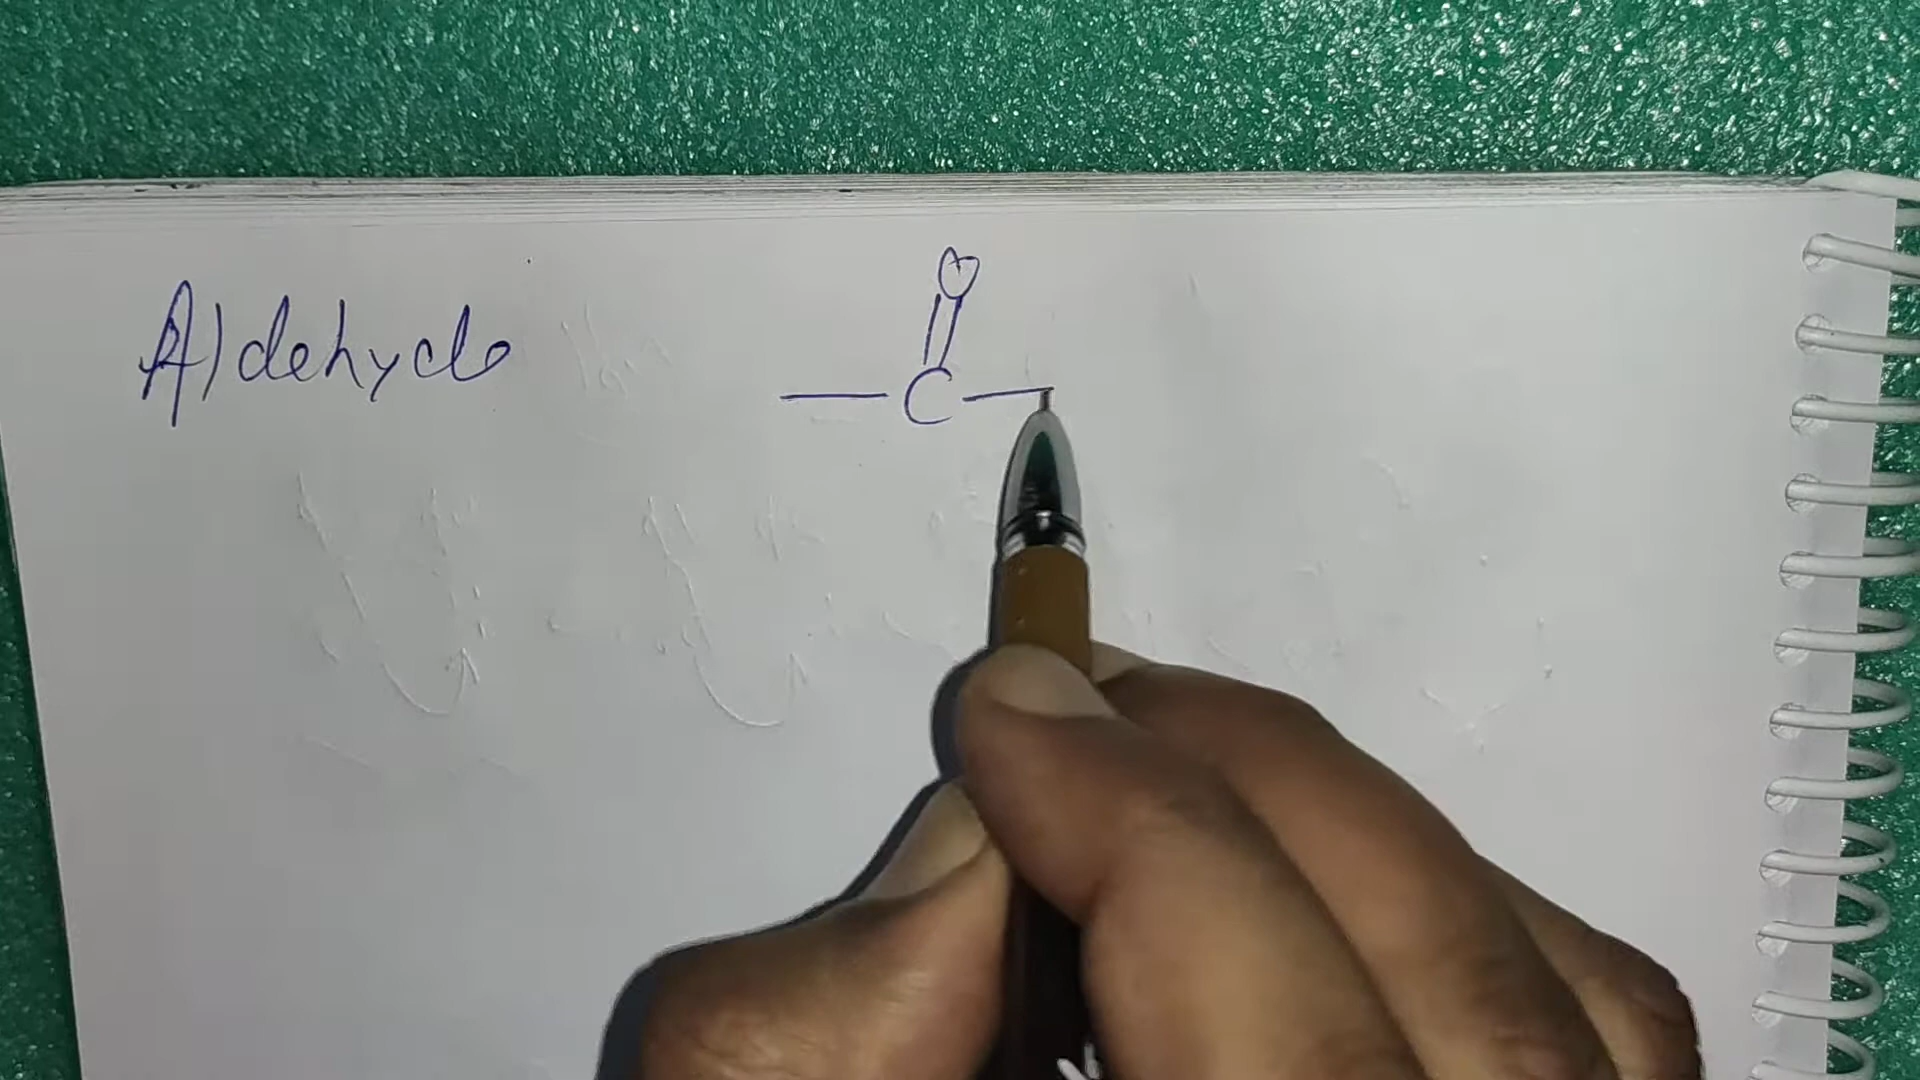 Aldehyde
O
— C —